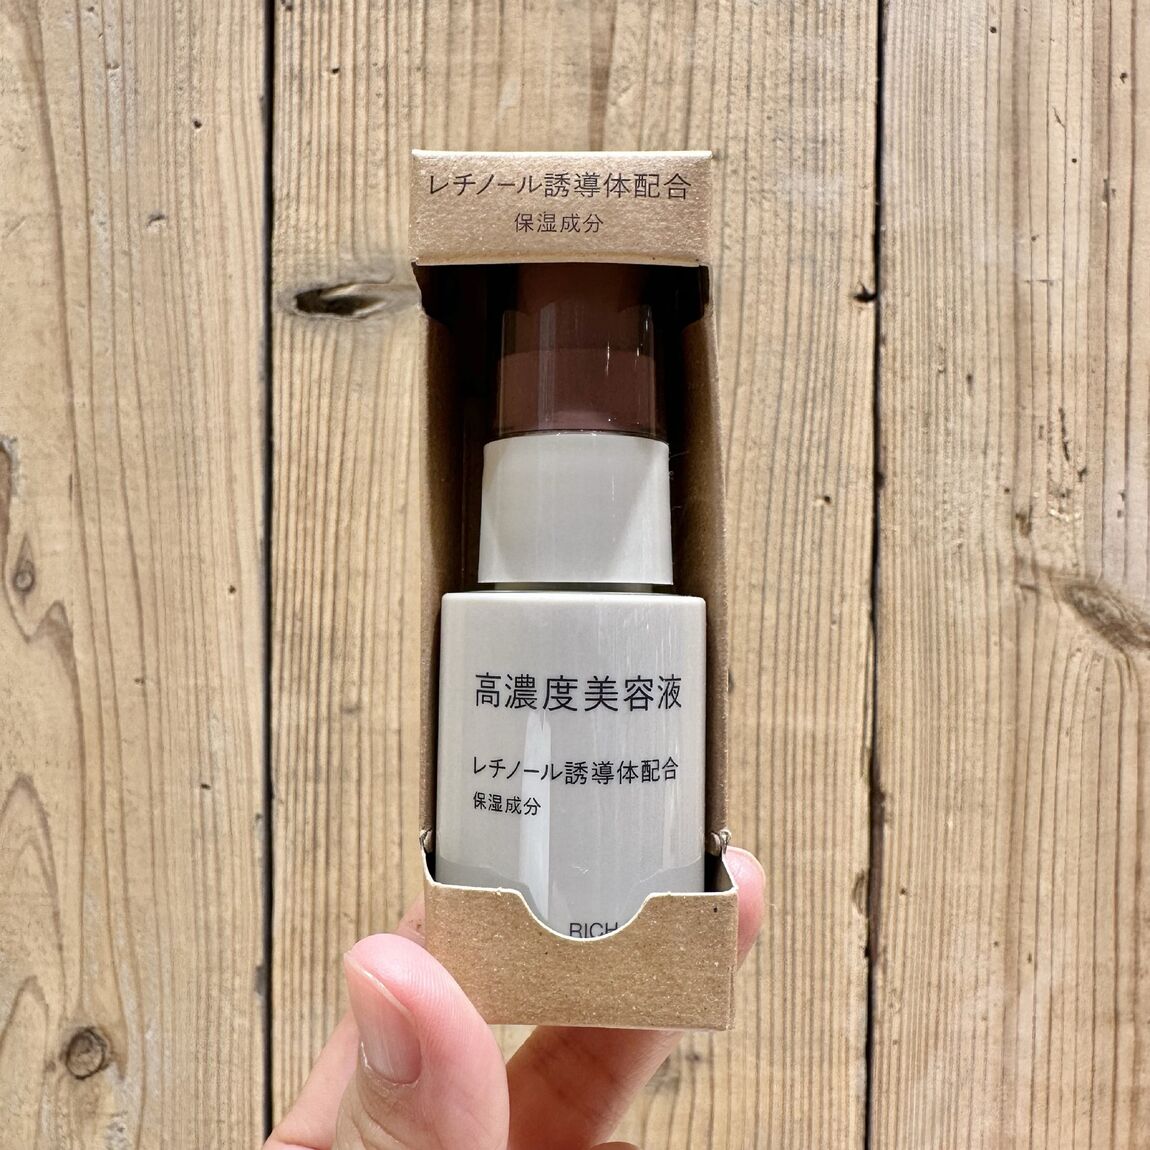 レチノール誘導体配合
保湿成分
高濃度美容液
レチノール誘導体配合
保湿成分
RICH